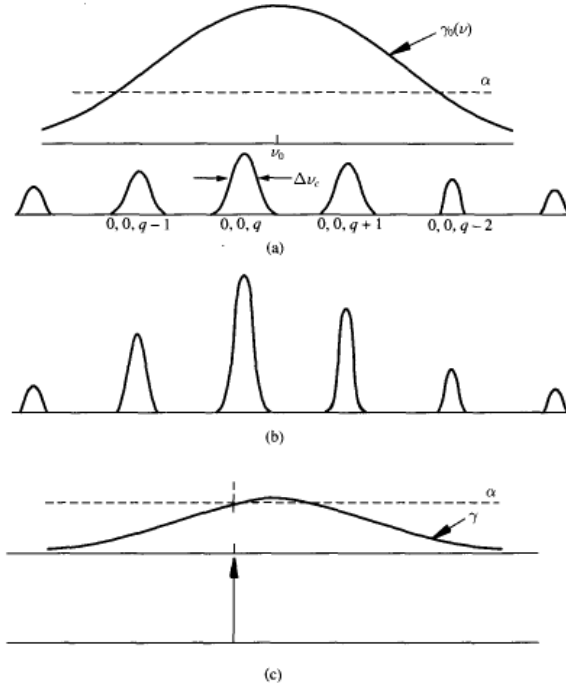 γ₀(ν)
α
ν₀
Δν_c
0, 0, q − 1
0, 0, q
0, 0, q + 1
0, 0, q − 2
(a)
(b)
α
γ
(c)